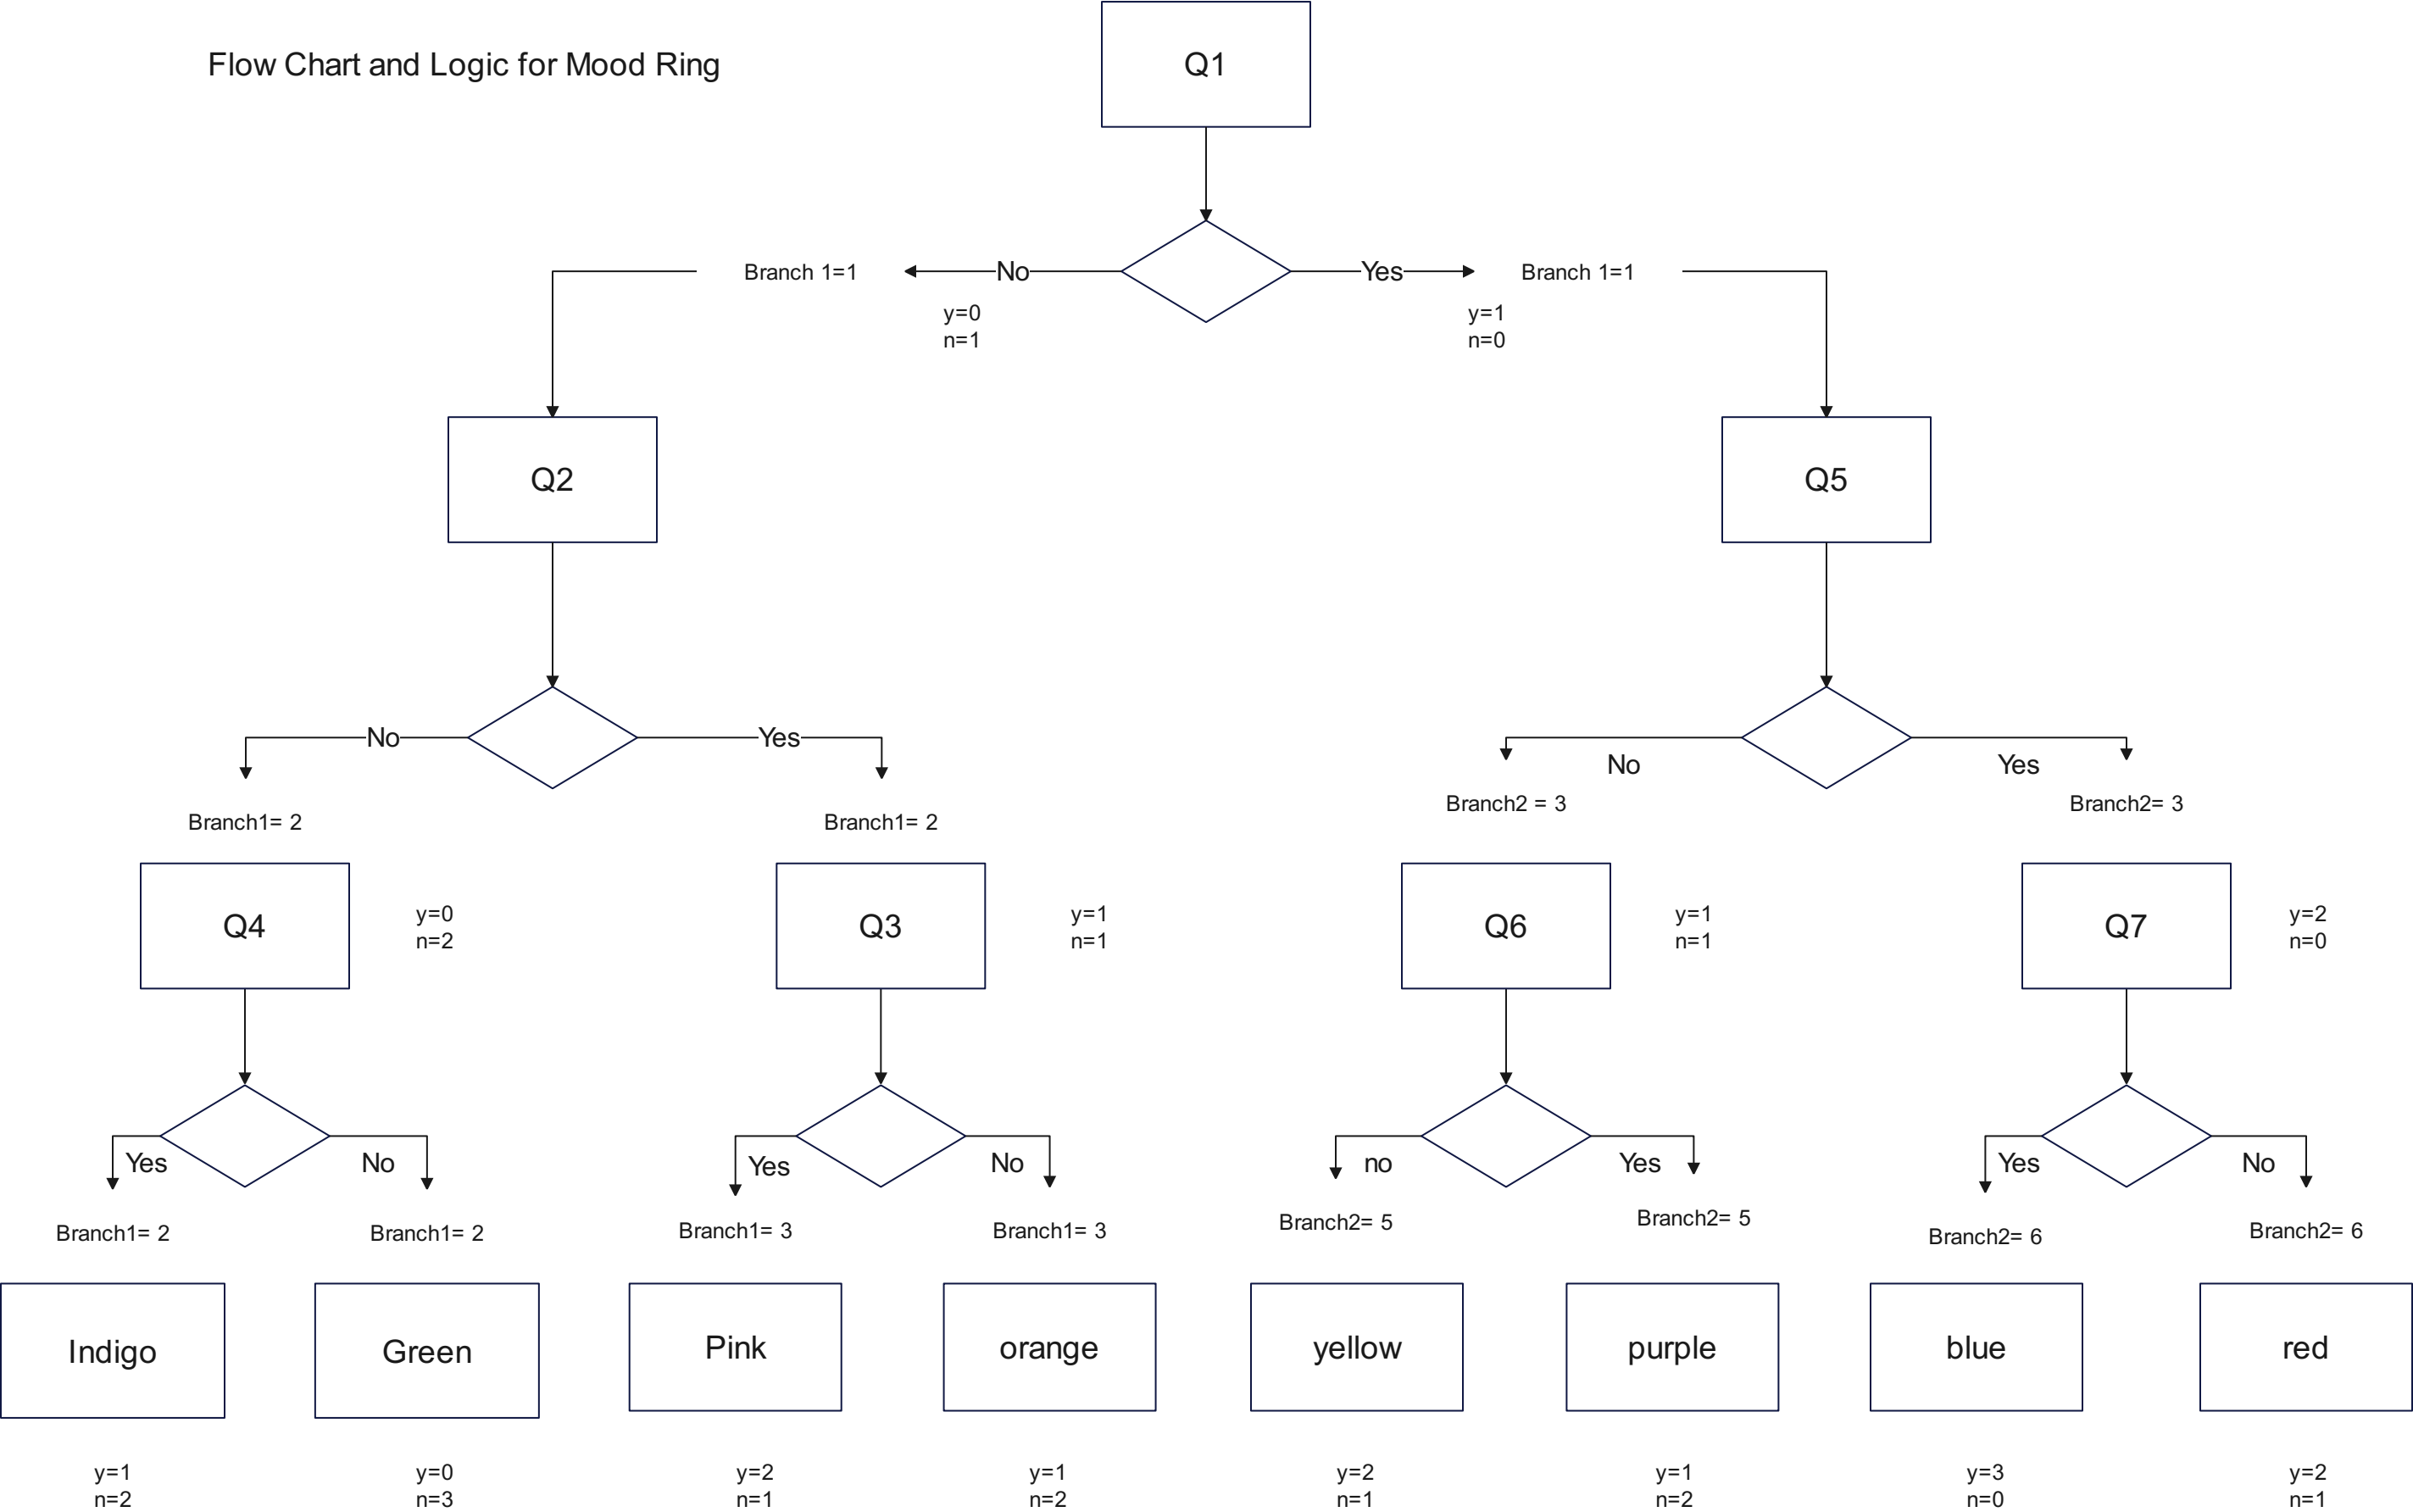 Flow Chart and Logic for Mood Ring
Q1
Branch 1=1
No
Yes
Branch 1=1
y=0
n=1
y=1
n=0
Q2
Q5
No
Yes
No
Yes
Branch2 = 3
Branch2= 3
Branch1= 2
Branch1= 2
Q4
y=0
n=2
Q3
y=1
n=1
Q6
y=1
n=1
Q7
y=2
n=0
Yes
No
Yes
No
no
Yes
Yes
No
Branch1= 2
Branch1= 2
Branch1= 3
Branch1= 3
Branch2= 5
Branch2= 5
Branch2= 6
Branch2= 6
Indigo
Green
Pink
orange
yellow
purple
blue
red
y=1
n=2
y=0
n=3
y=2
n=1
y=1
n=2
y=2
n=1
y=1
n=2
y=3
n=0
y=2
n=1